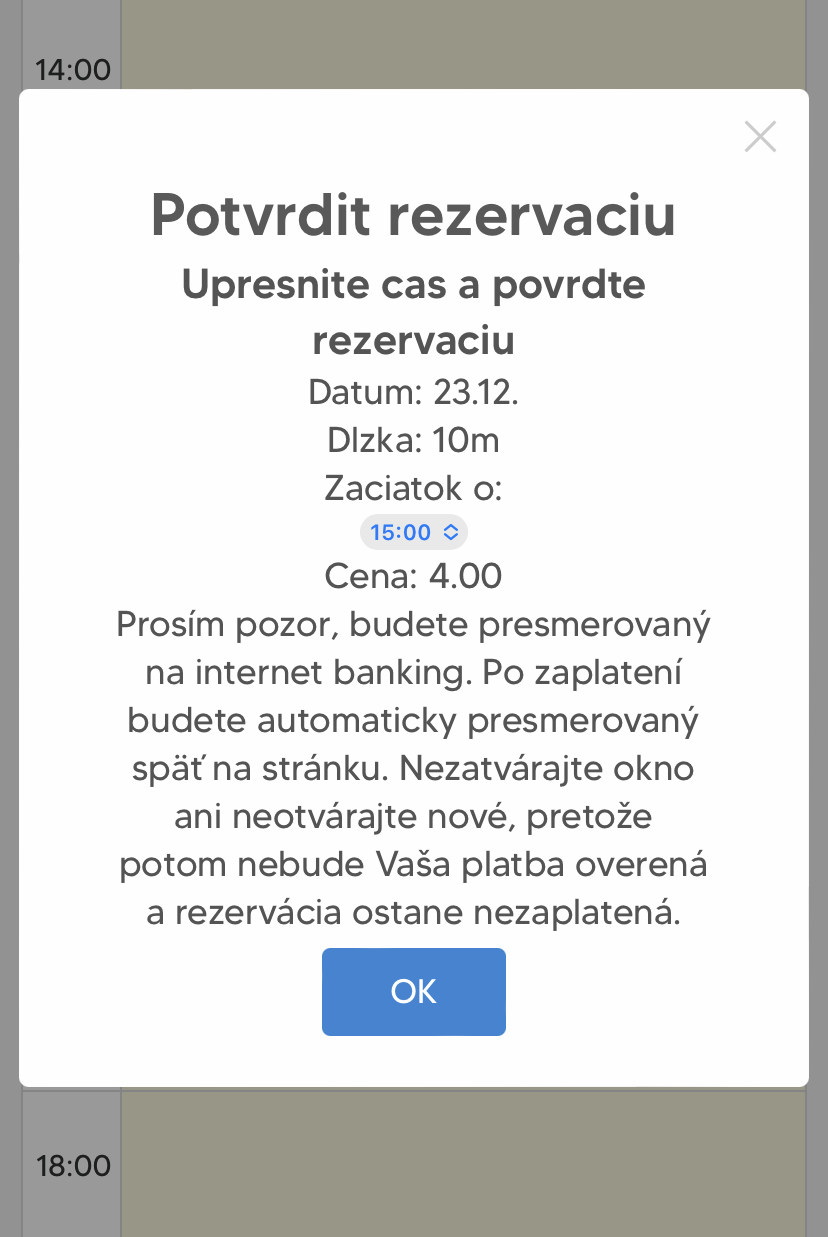 14:00
Potvrdit rezervaciu
Upresnite cas a povrdte
rezervaciu
Datum: 23.12.
Dlzka: 10m
Zaciatok o:
15:00
Cena: 4.00
Prosím pozor, budete presmerovaný
na internet banking. Po zaplatení
budete automaticky presmerovaný
späť na stránku. Nezatvárajte okno
ani neotvárajte nové, pretože
potom nebude Vaša platba overená
a rezervácia ostane nezaplatená.
OK
18:00